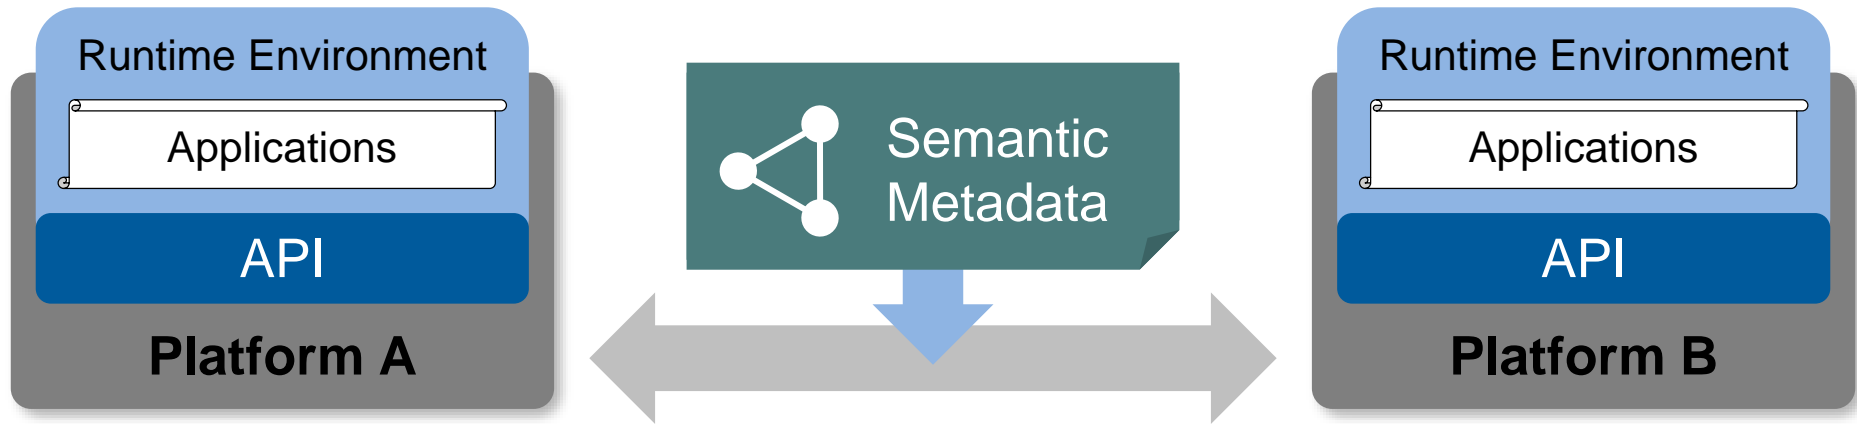 Runtime Environment
Applications
API
Platform A
Semantic
Metadata
Runtime Environment
Applications
API
Platform B